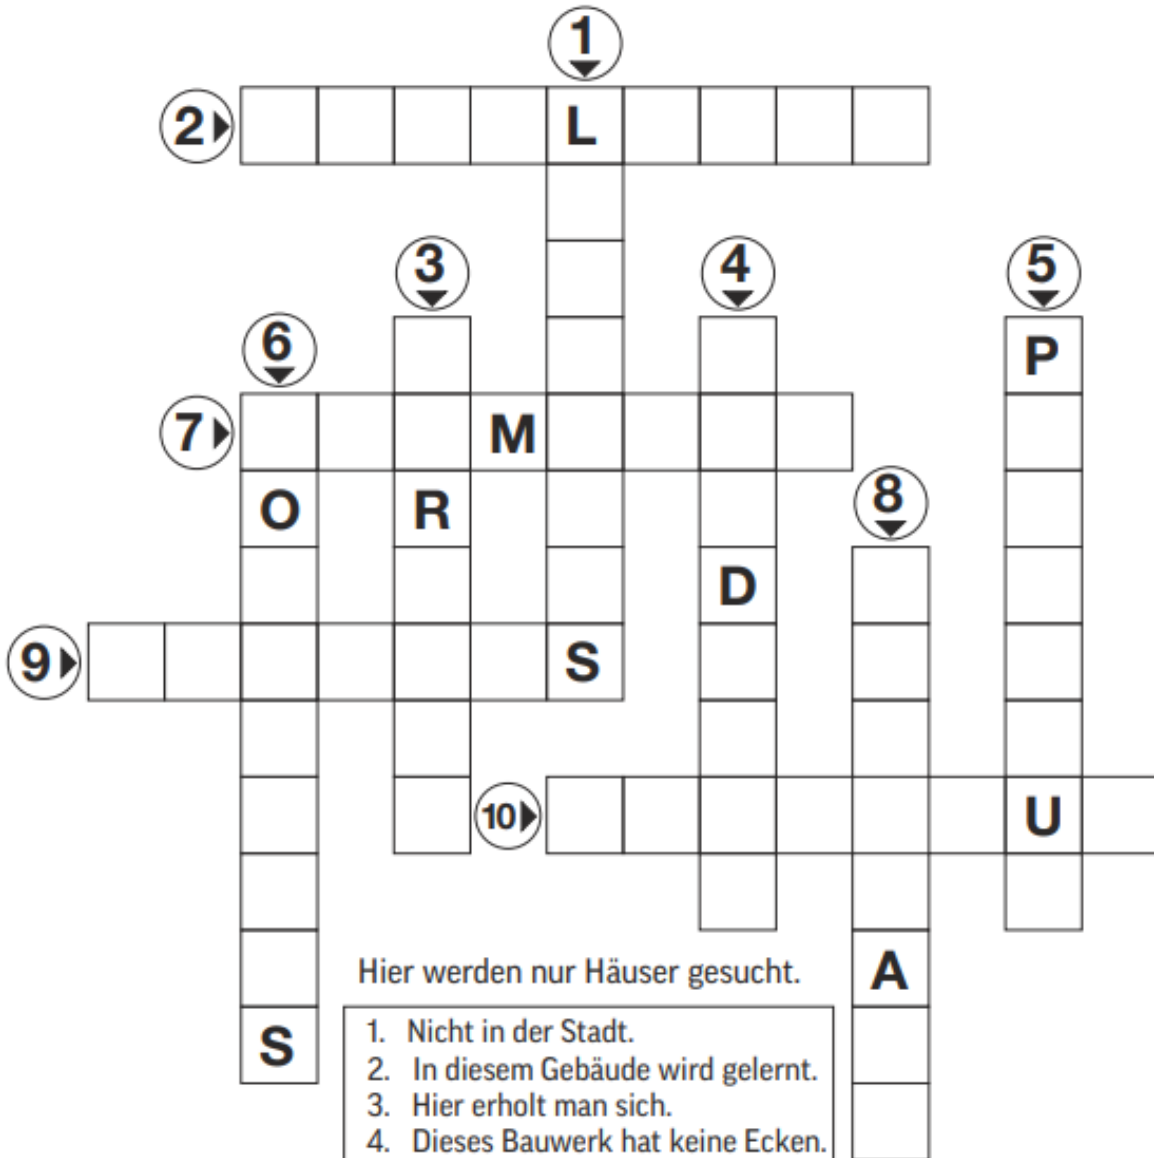 1
2 L
3 4 5
6 P
7 M
8
O R
D
9 S
10 U
A
Hier werden nur Häuser gesucht.
S
1. Nicht in der Stadt.
2. In diesem Gebäude wird gelernt.
3. Hier erholt man sich.
4. Dieses Bauwerk hat keine Ecken.